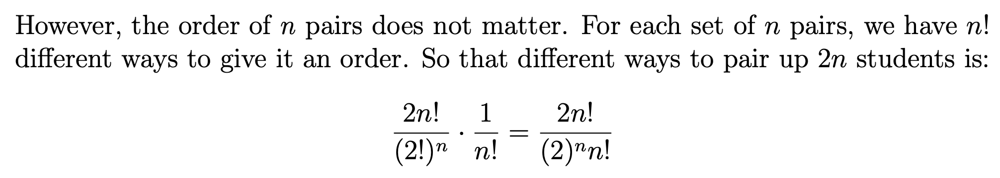 However, the order of n pairs does not matter. For each set of n pairs, we have n!
different ways to give it an order. So that different ways to pair up 2n students is:
\frac{2n!}{(2!)^n} \cdot \frac{1}{n!} = \frac{2n!}{(2)^n n!}